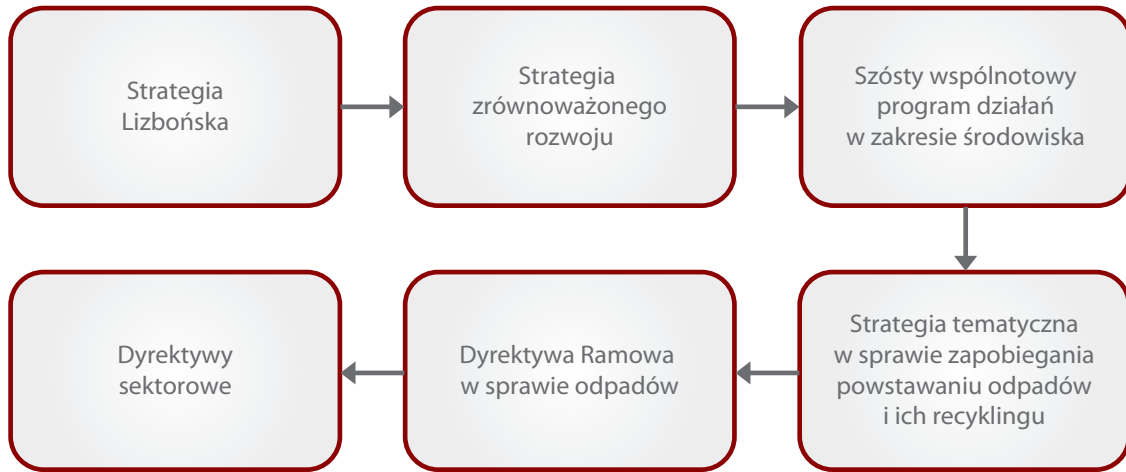 Strategia
Lizbońska
Strategia
zrównoważonego
rozwoju
Szósty wspólnotowy
program działań
w zakresie środowiska
Strategia tematyczna
w sprawie zapobiegania
powstawaniu odpadów
i ich recyklingu
Dyrektywa Ramowa
w sprawie odpadów
Dyrektywy
sektorowe